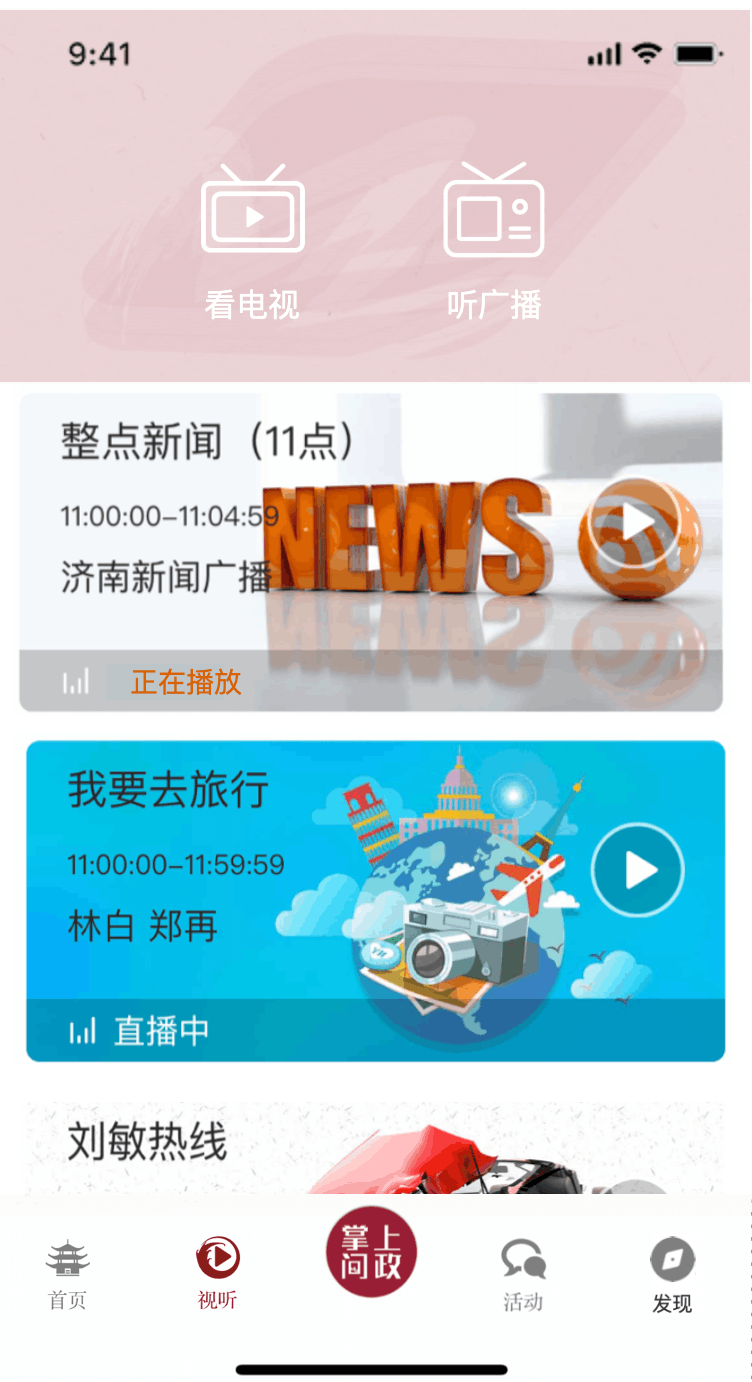 9:41
看电视
听广播
整点新闻（11点）
11:00:00-11:04:59
济南新闻广播
NEWS
正在播放
我要去旅行
11:00:00-11:59:59
林白 郑再
直播中
刘敏热线
掌上
问政
首页
视听
活动
发现